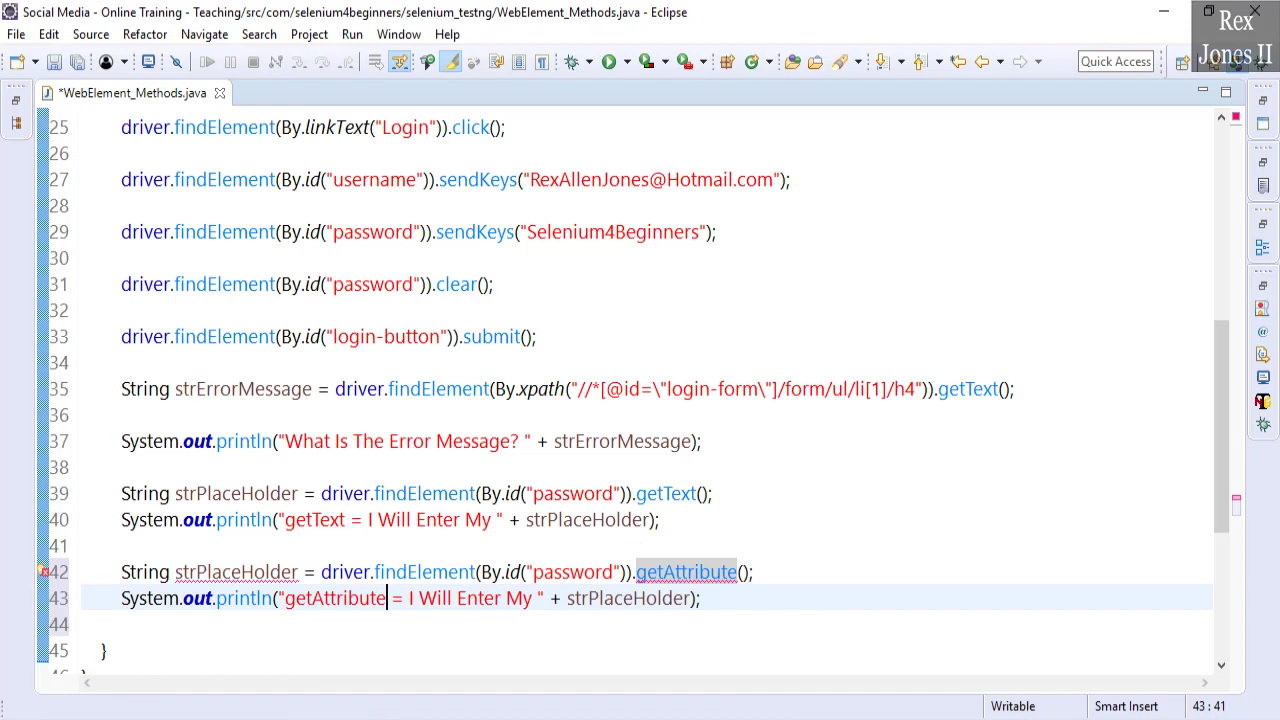 Social Media - Online Training - Teaching/src/com/selenium4beginners/selenium_testng/WebElement_Methods.java - Eclipse
Rex
Jones II
File Edit Source Refactor Navigate Search Project Run Window Help
Quick Access
*WebElement_Methods.java
25 driver.findElement(By.linkText("Login")).click();
26
27 driver.findElement(By.id("username")).sendKeys("RexAllenJones@Hotmail.com");
28
29 driver.findElement(By.id("password")).sendKeys("Selenium4Beginners");
30
31 driver.findElement(By.id("password")).clear();
32
33 driver.findElement(By.id("login-button")).submit();
34
35 String strErrorMessage = driver.findElement(By.xpath("//*[@id=\"login-form\"]/form/ul/li[1]/h4")).getText();
36
37 System.out.println("What Is The Error Message? " + strErrorMessage);
38
39 String strPlaceHolder = driver.findElement(By.id("password")).getText();
40 System.out.println("getText = I Will Enter My " + strPlaceHolder);
41
42 String strPlaceHolder = driver.findElement(By.id("password")).getAttribute();
43 System.out.println("getAttribute = I Will Enter My " + strPlaceHolder);
44
45 }
Writable Smart Insert 43 : 41